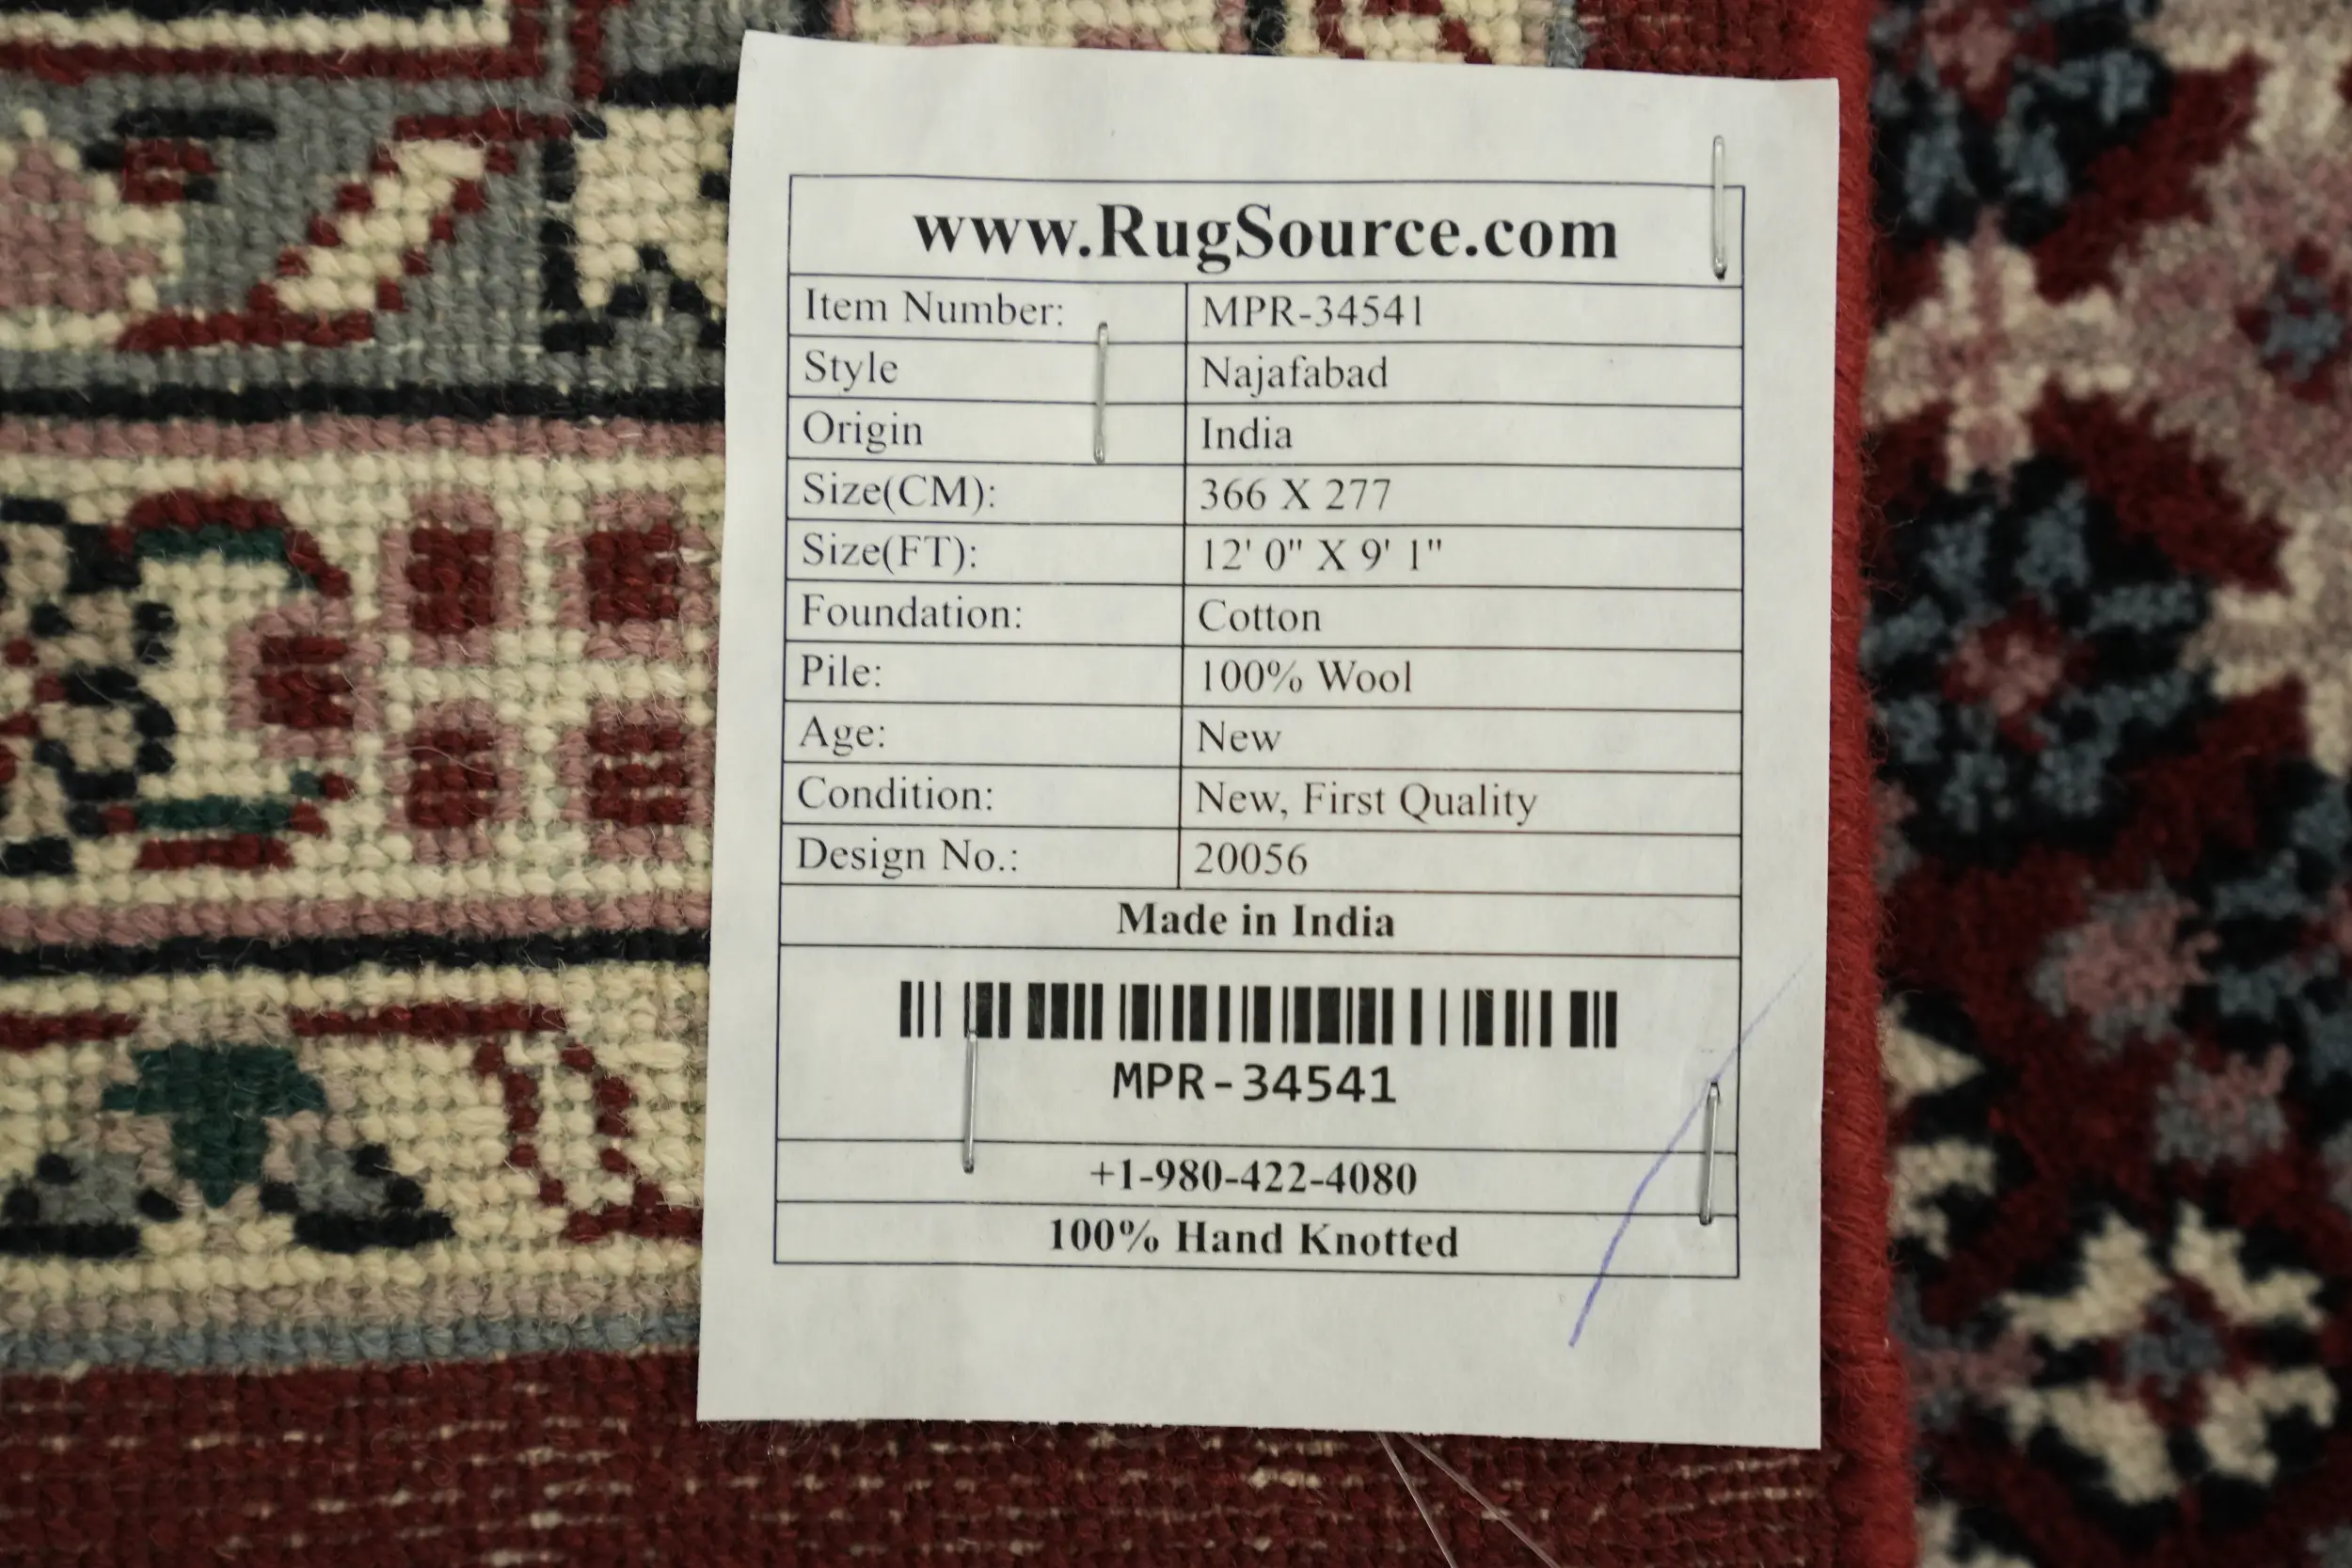 www.RugSource.com
Item Number: MPR-34541
Style Najafabad
Origin India
Size(CM): 366 X 277
Size(FT): 12' 0" X 9' 1"
Foundation: Cotton
Pile: 100% Wool
Age: New
Condition: New, First Quality
Design No.: 20056
Made in India
MPR-34541
+1-980-422-4080
100% Hand Knotted